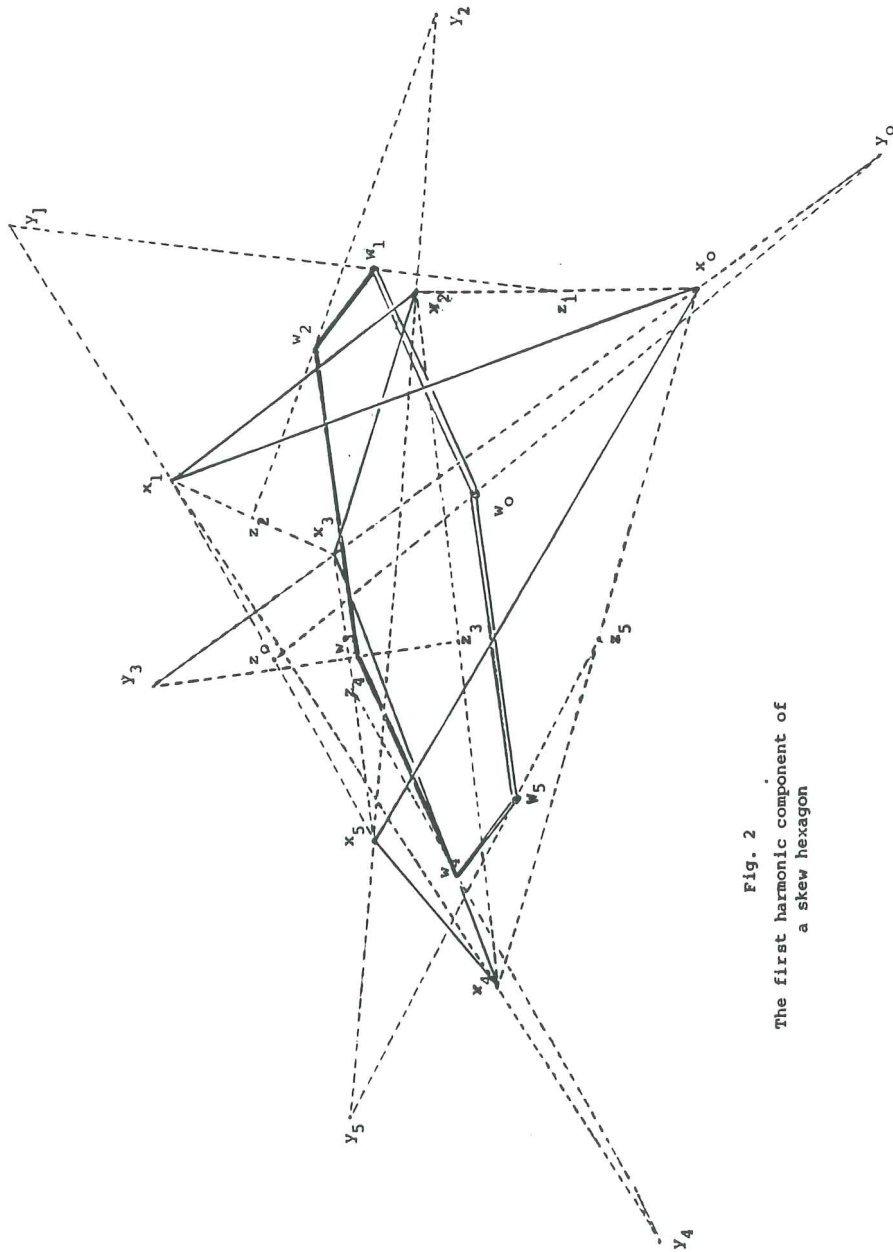 y₂
y₁
y₀
w₁
x₀
x₂
z₁
w₂
x₁
z₂
w₀
x₃
z₀
y₃
w₃
z₃
z₅
z₄
w₅
x₅
w₄
x₄
y₅
y₄
Fig. 2
The first harmonic component of
a skew hexagon